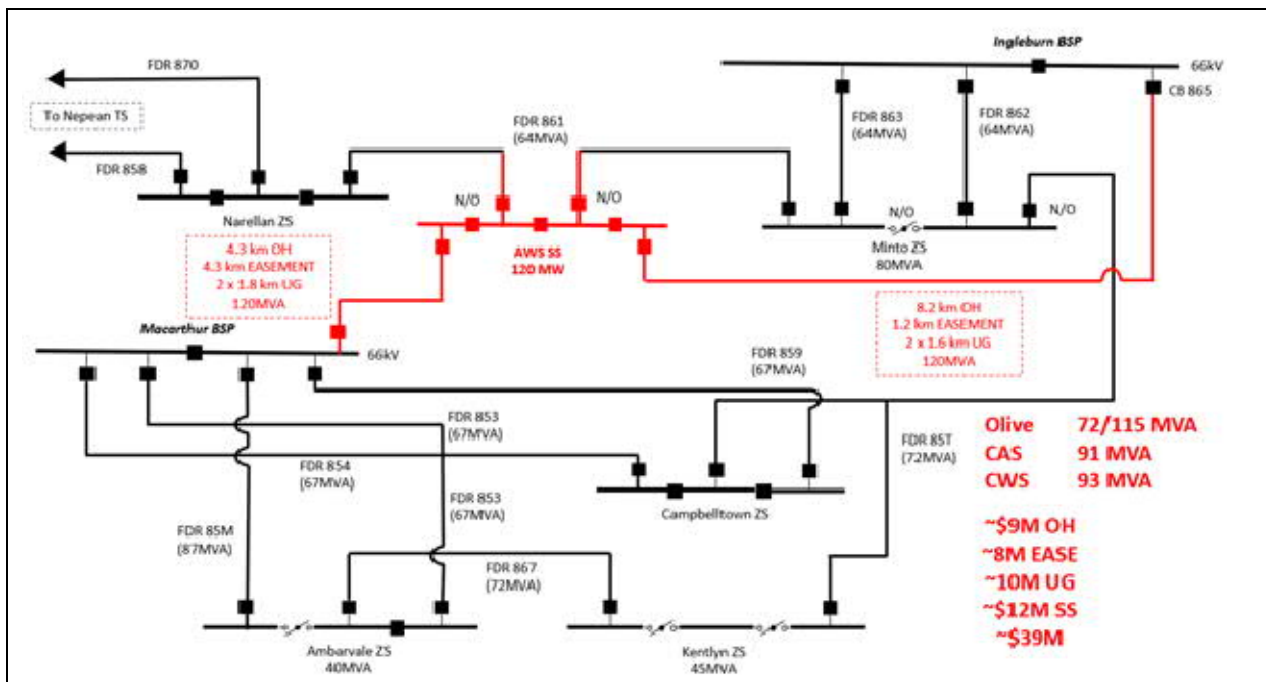 Ingleburn BSP
FDR 870
66kV
CB 865
To Nepean TS
FDR 861
(64MVA)
FDR 863
(64MVA)
FDR 862
(64MVA)
FDR 858
N/O
N/O
N/O
N/O
Narellan ZS
AWS SS
120 MW
Minto ZS
80MVA
4.3 km OH
4.3 km EASEMENT
2 x 1.8 km UG
120MVA
8.2 km OH
1.2 km EASEMENT
2 x 1.6 km UG
120MVA
Macarthur BSP
66kV
FDR 859
(67MVA)
FDR 853
(67MVA)
FDR 854
(67MVA)
FDR 85T
(72MVA)
Olive 72/115 MVA
CAS 91 MVA
CWS 93 MVA
FDR 853
(67MVA)
Campbelltown ZS
FDR 85M
(87MVA)
~$9M OH
~8M EASE
~10M UG
~$12M SS
~$39M
FDR 867
(72MVA)
Ambarvale ZS
40MVA
Kentlyn ZS
45MVA